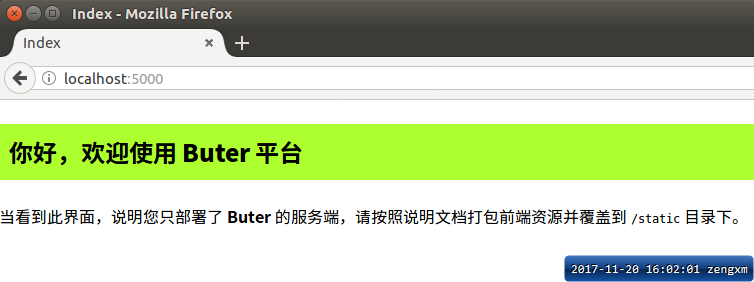 Index - Mozilla Firefox
Index
localhost:5000
你好，欢迎使用 Buter 平台
当看到此界面，说明您只部署了 Buter 的服务端，请按照说明文档打包前端资源并覆盖到 /static 目录下。
2017-11-20 16:02:01 zengxm